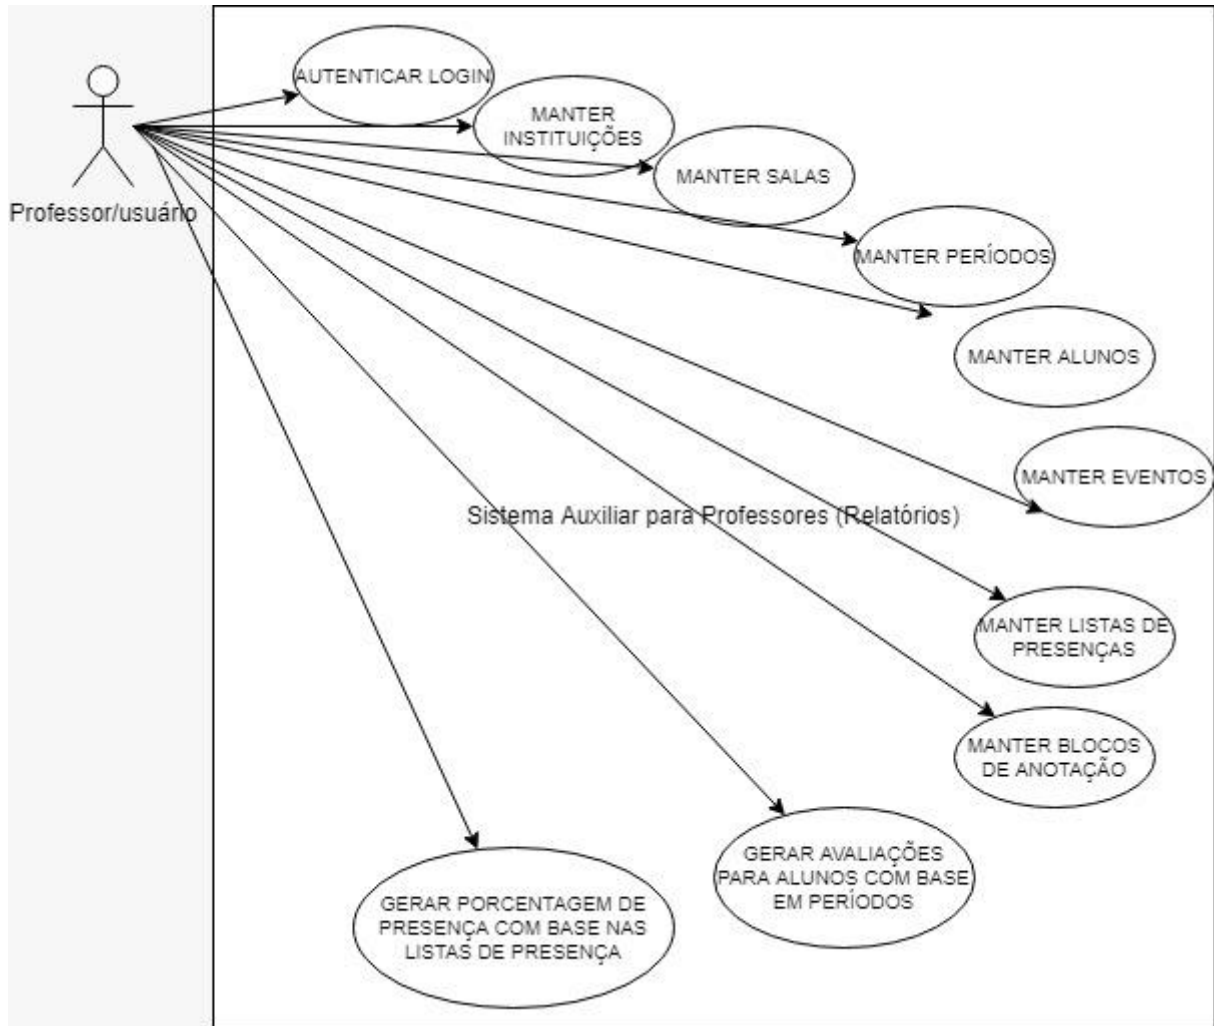 AUTENTICAR LOGIN
MANTER
INSTITUIÇÕES
MANTER SALAS
Professor/usuário
MANTER PERÍODOS
MANTER ALUNOS
MANTER EVENTOS
Sistema Auxiliar para Professores (Relatórios)
MANTER LISTAS DE
PRESENÇAS
MANTER BLOCOS
DE ANOTAÇÃO
GERAR AVALIAÇÕES
PARA ALUNOS COM BASE
EM PERÍODOS
GERAR PORCENTAGEM DE
PRESENÇA COM BASE NAS
LISTAS DE PRESENÇA